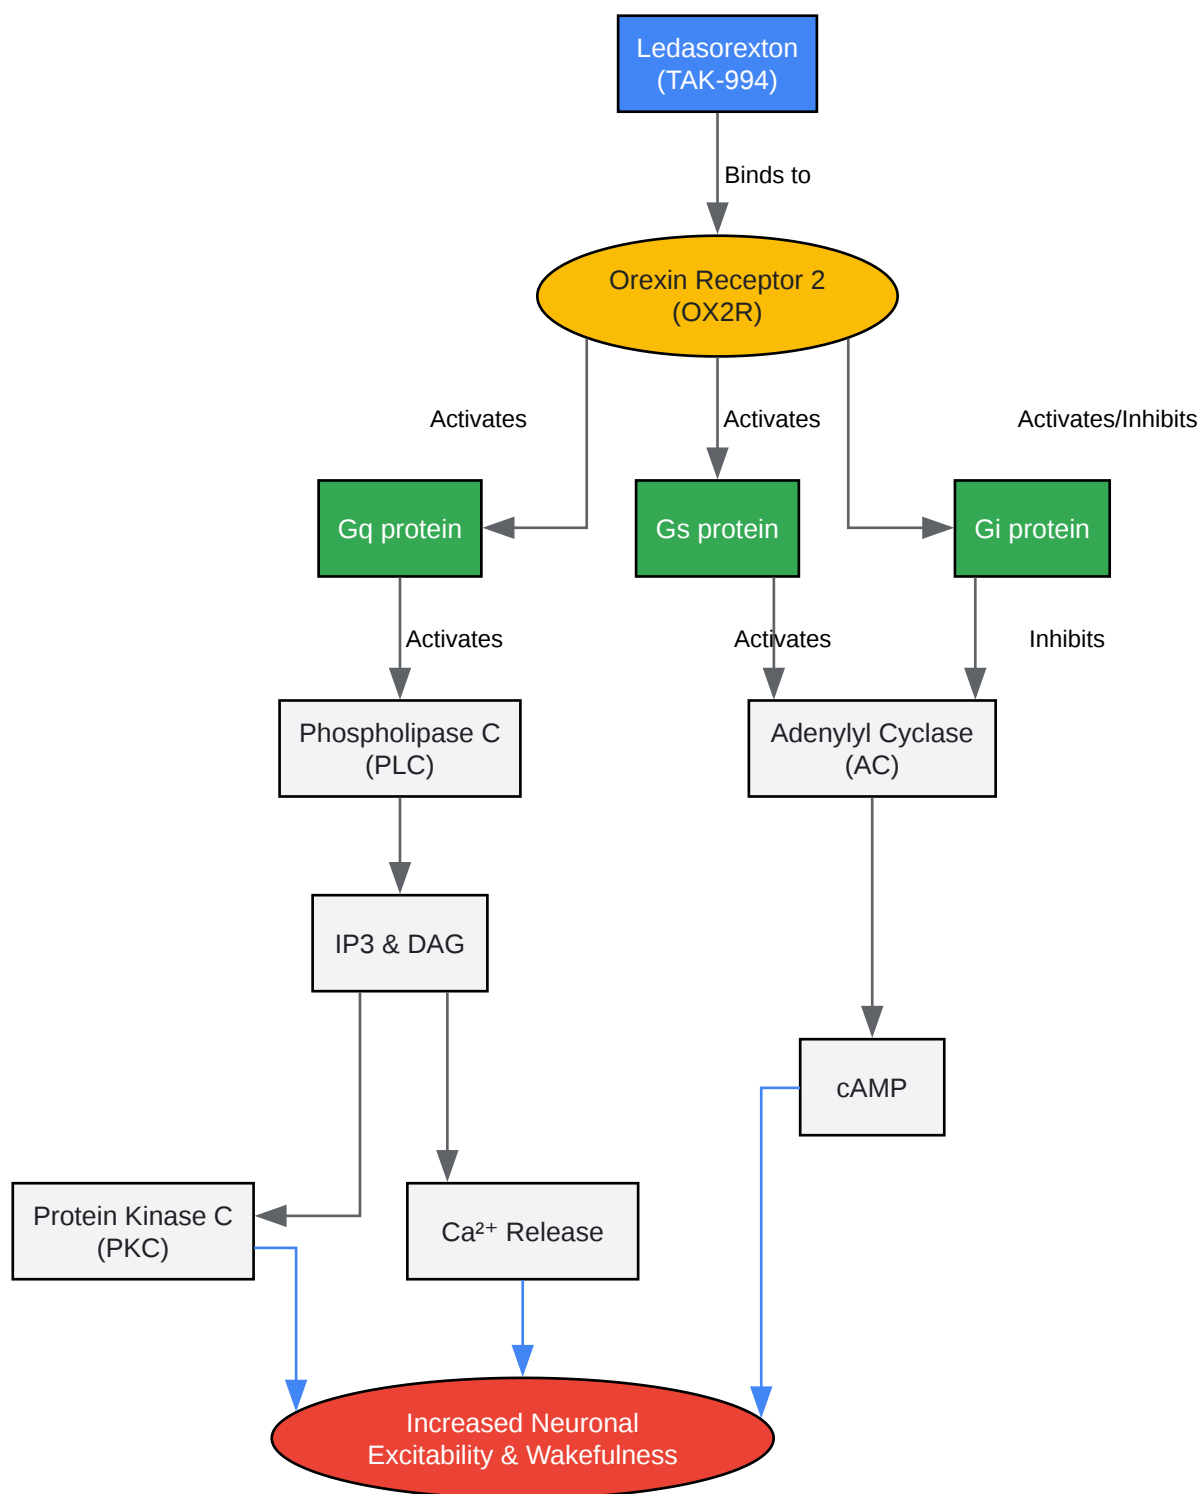 Ledasorexton
(TAK-994)
Binds to
Orexin Receptor 2
(OX2R)
Activates
Activates
Activates/Inhibits
Gq protein
Gs protein
Gi protein
Activates
Activates
Inhibits
Phospholipase C
(PLC)
Adenylyl Cyclase
(AC)
IP3 & DAG
cAMP
Protein Kinase C
(PKC)
Ca²⁺ Release
Increased Neuronal
Excitability & Wakefulness